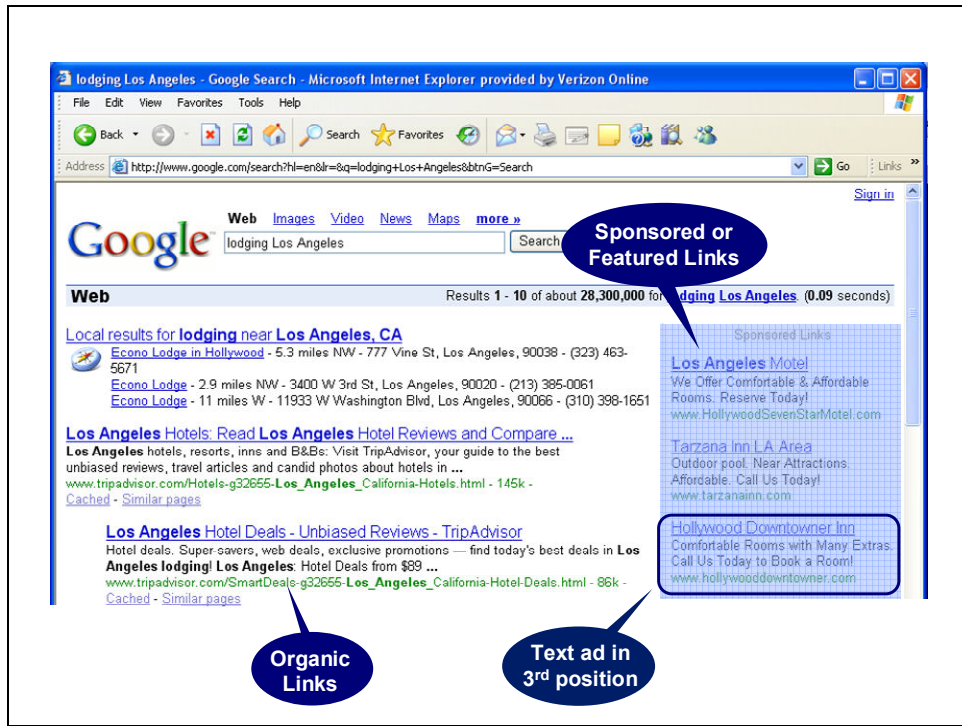 lodging Los Angeles - Google Search - Microsoft Internet Explorer provided by Verizon Online
File Edit View Favorites Tools Help
Back Search Favorites
Address http://www.google.com/search?hl=en&lr=&q=lodging+Los+Angeles&btnG=Search Go Links »
Sign in
Google™
Web Images Video News Maps more »
lodging Los Angeles Search
Sponsored or
Featured Links
Web Results 1 - 10 of about 28,300,000 for lodging Los Angeles. (0.09 seconds)
Local results for lodging near Los Angeles, CA
Econo Lodge in Hollywood - 5.3 miles NW - 777 Vine St, Los Angeles, 90038 - (323) 463-
5671
Econo Lodge - 2.9 miles NW - 3400 W 3rd St, Los Angeles, 90020 - (213) 385-0061
Econo Lodge - 11 miles W - 11933 W Washington Blvd, Los Angeles, 90066 - (310) 398-1651
Los Angeles Hotels: Read Los Angeles Hotel Reviews and Compare ...
Los Angeles hotels, resorts, inns and B&Bs: Visit TripAdvisor, your guide to the best
unbiased reviews, travel articles and candid photos about hotels in ...
www.tripadvisor.com/Hotels-g32655-Los_Angeles_California-Hotels.html - 145k -
Cached - Similar pages
Los Angeles Hotel Deals - Unbiased Reviews - TripAdvisor
Hotel deals. Super-savers, web deals, exclusive promotions — find today's best deals in Los
Angeles lodging! Los Angeles: Hotel Deals from $89 ...
www.tripadvisor.com/SmartDeals-g32655-Los_Angeles_California-Hotel-Deals.html - 86k -
Cached - Similar pages
Sponsored Links
Los Angeles Motel
We Offer Comfortable & Affordable
Rooms. Reserve Today!
www.HollywoodSevenStarMotel.com
Tarzana Inn LA Area
Outdoor pool. Near Attractions.
Affordable. Call Us Today!
www.tarzanainn.com
Hollywood Downtowner Inn
Comfortable Rooms with Many Extras.
Call Us Today to Book a Room!
www.hollywooddowntowner.com
Organic
Links
Text ad in
3rd position